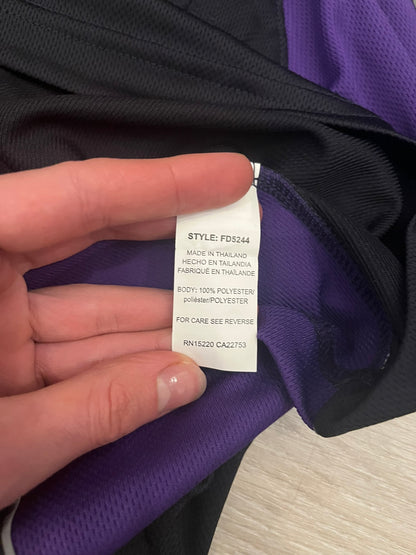 STYLE: FD5244
MADE IN THAILAND
HECHO EN TAILANDIA
FABRIQUÉ EN THAÏLANDE
BODY: 100% POLYESTER/
poliéster/POLYESTER
FOR CARE SEE REVERSE
RN15220 CA22753